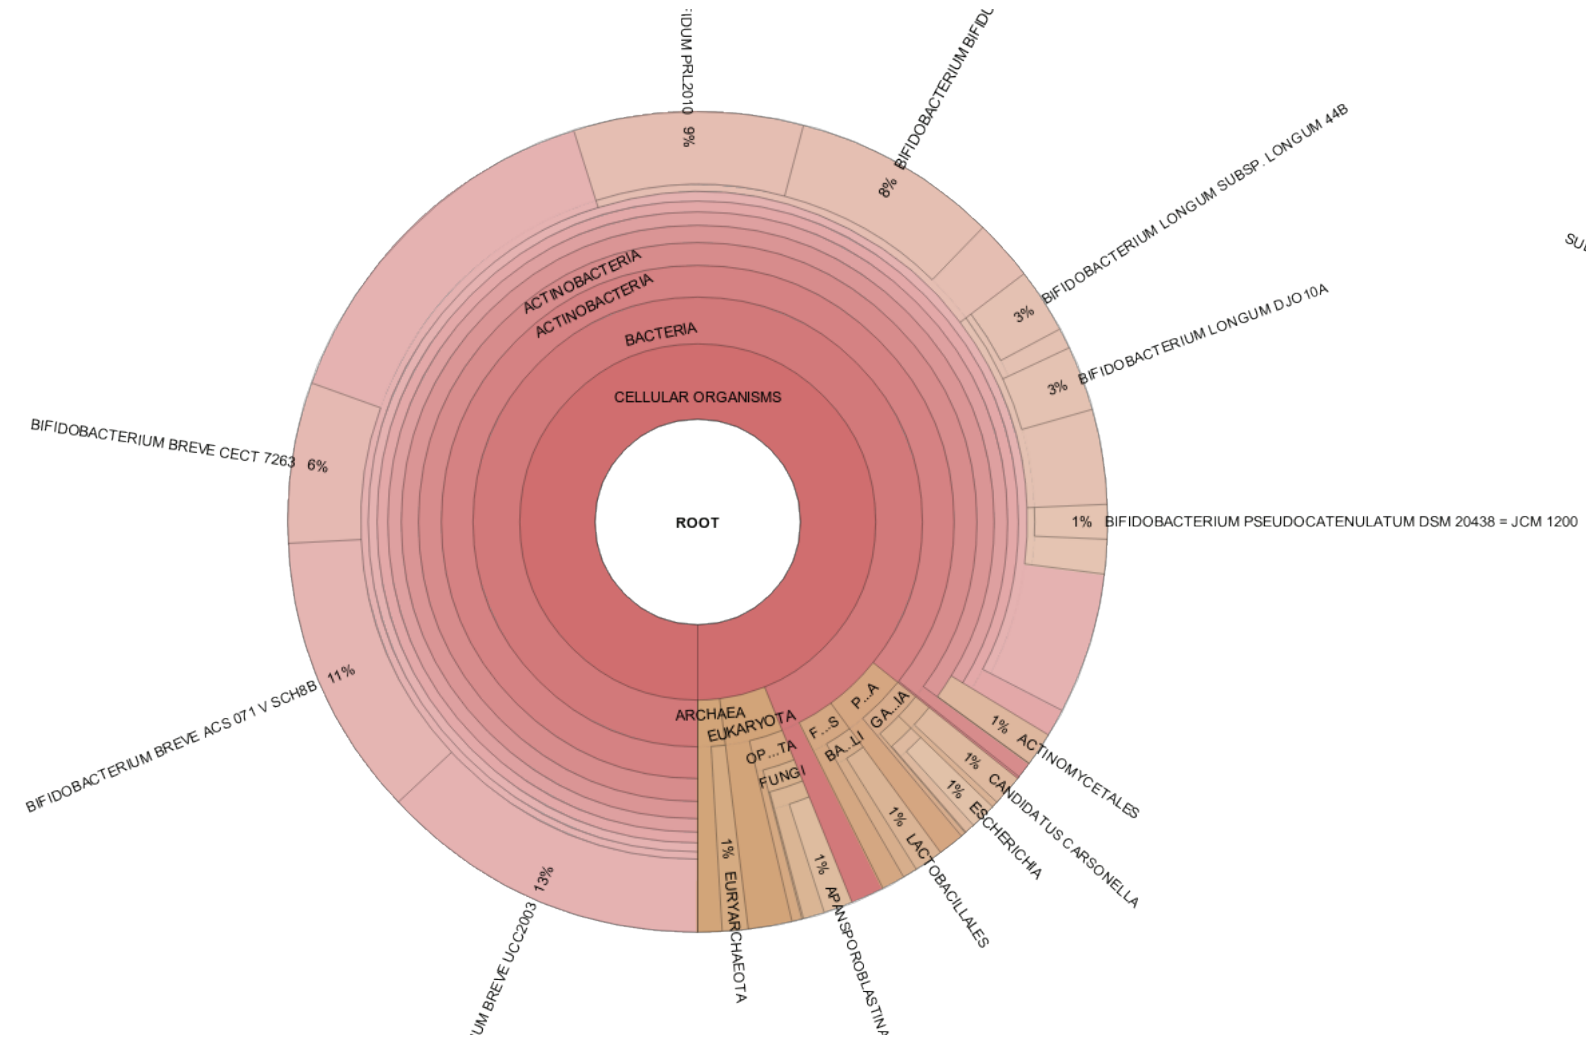 FIDUM PRL2010 9%
8% BIFIDOBACTERIUM BIFIDU
3% BIFIDOBACTERIUM LONGUM SUBSP. LONGUM 44B
3% BIFIDOBACTERIUM LONGUM DJO10A
1% BIFIDOBACTERIUM PSEUDOCATENULATUM DSM 20438 = JCM 1200
ACTINOBACTERIA
ACTINOBACTERIA
BACTERIA
CELLULAR ORGANISMS
ROOT
BIFIDOBACTERIUM BREVE CECT 7263 6%
BIFIDOBACTERIUM BREVE ACS 071 V SCH8B 11%
UM BREVE UCC2003 13%
ARCHAEA
EUKARYOTA
OP...TA
FUNGI
F...S
BA...LI
P...A
GA...IA
1% ACTINOMYCETALES
1% CANDIDATUS CARSONELLA
1% ESCHERICHIA
1% LACTOBACILLALES
1% APANSPOROBLASTINA
1% EURYARCHAEOTA